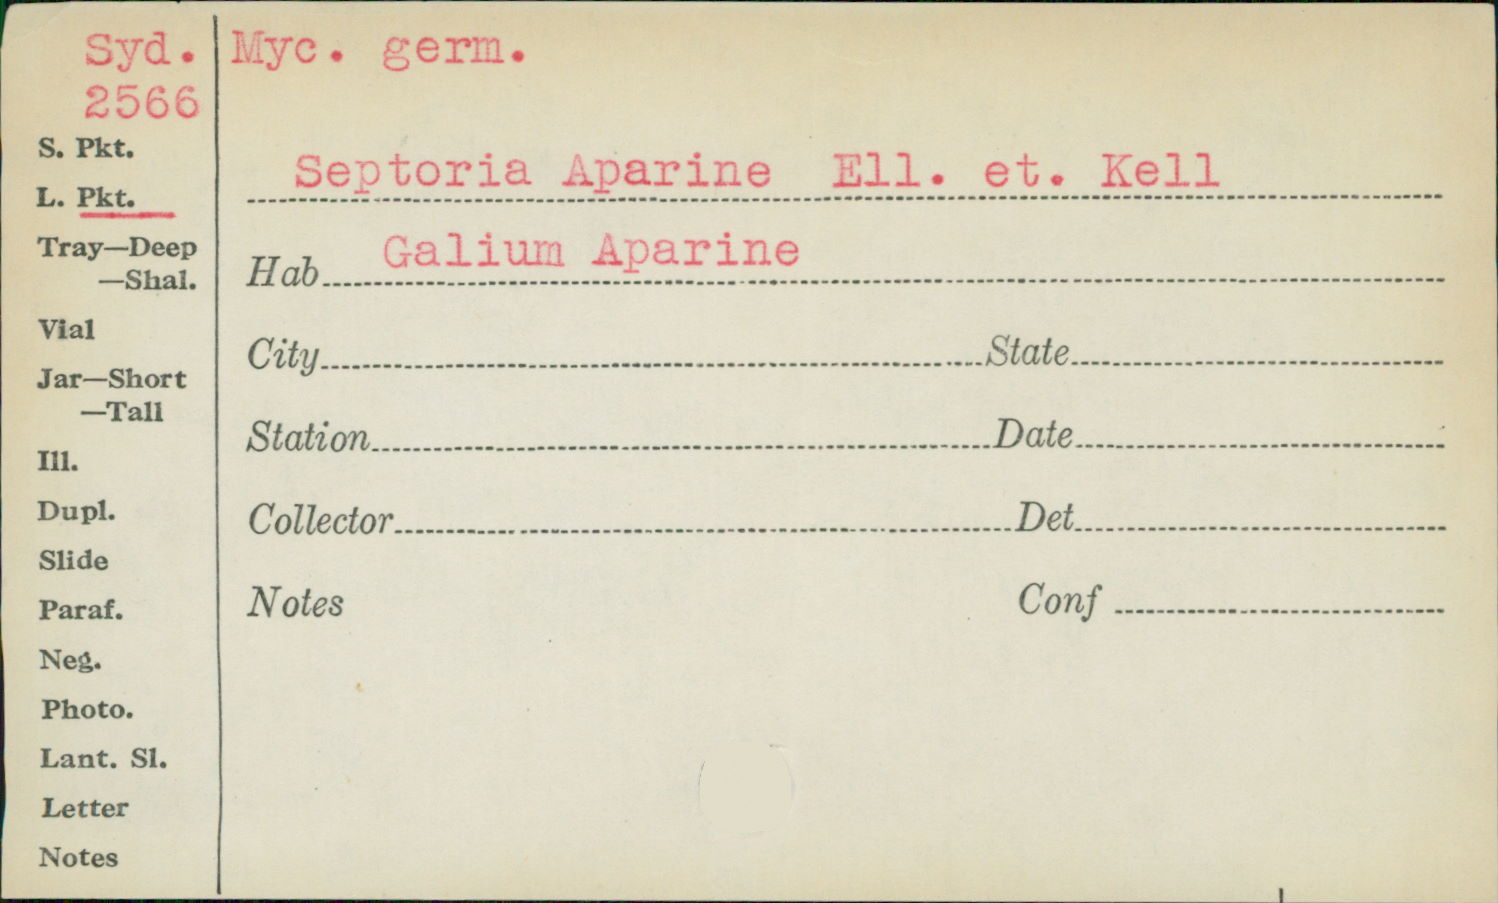 Syd. Myc. germ.
2566
S. Pkt.
L. Pkt.
Tray—Deep
—Shal.
Vial
Jar—Short
—Tall
Ill.
Dupl.
Slide
Paraf.
Neg.
Photo.
Lant. Sl.
Letter
Notes
Septoria Aparine Ell. et. Kell
Hab Galium Aparine
City State
Station Date
Collector Det
Notes Conf